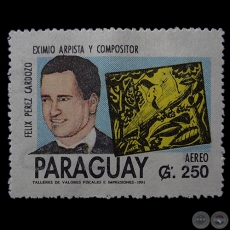 EXIMIO ARPISTA Y COMPOSITOR
FELIX PEREZ CARDOZO
AEREO
PARAGUAY ₲. 250
TALLERES DE VALORES FISCALES E IMPRESIONES - 1991